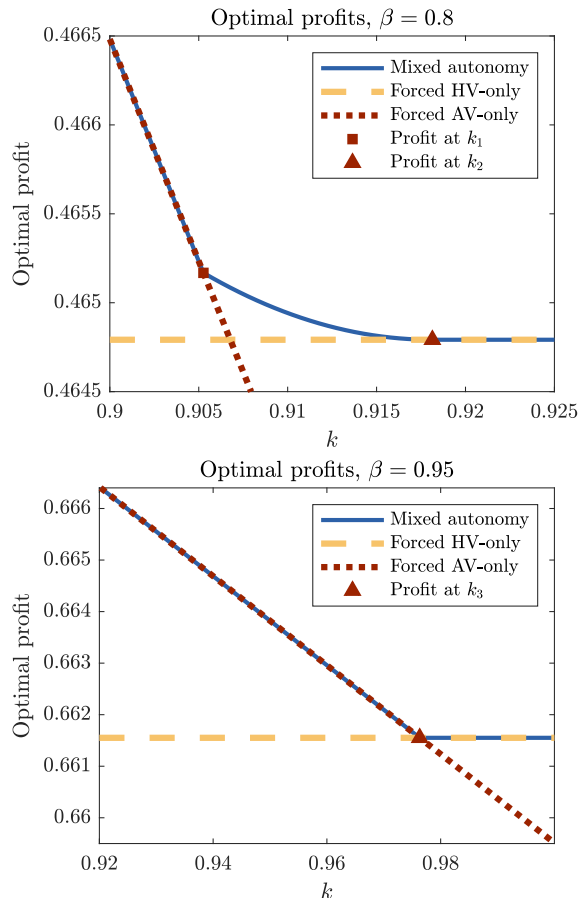 Optimal profits, β = 0.8
0.4665
0.466
0.4655
0.465
0.4645
Optimal profit
Mixed autonomy
Forced HV-only
Forced AV-only
Profit at k₁
Profit at k₂
0.9
0.905
0.91
0.915
0.92
0.925
k
Optimal profits, β = 0.95
0.666
0.665
0.664
0.663
0.662
0.661
0.66
Optimal profit
Mixed autonomy
Forced HV-only
Forced AV-only
Profit at k₃
0.92
0.94
0.96
0.98
k